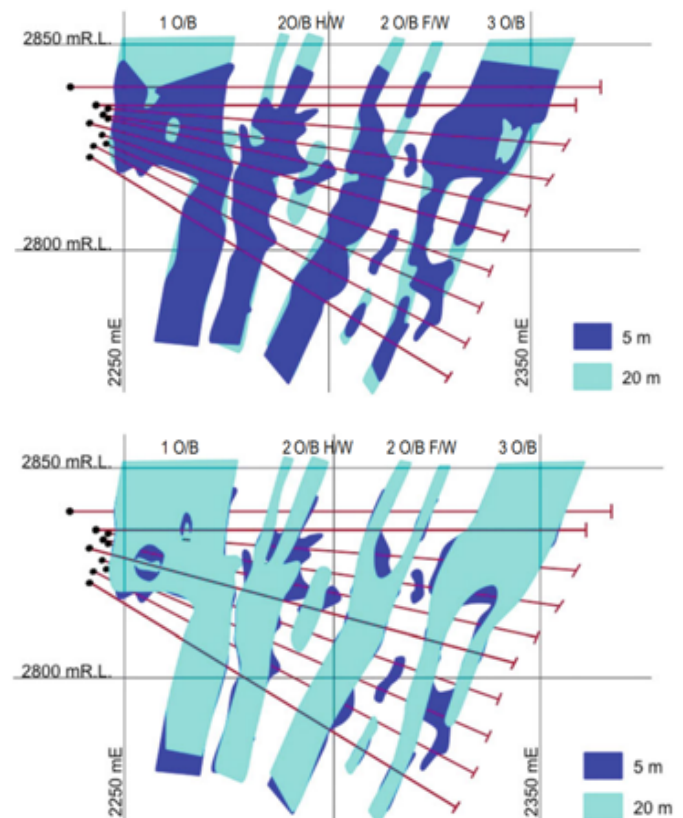 1 O/B 2O/B H/W 2 O/B F/W 3 O/B
2850 mR.L.
2800 mR.L.
2250 mE
2350 mE
5 m
20 m
1 O/B 2 O/B H/W 2 O/B F/W 3 O/B
2850 mR.L.
2800 mR.L.
2250 mE
2350 mE
5 m
20 m